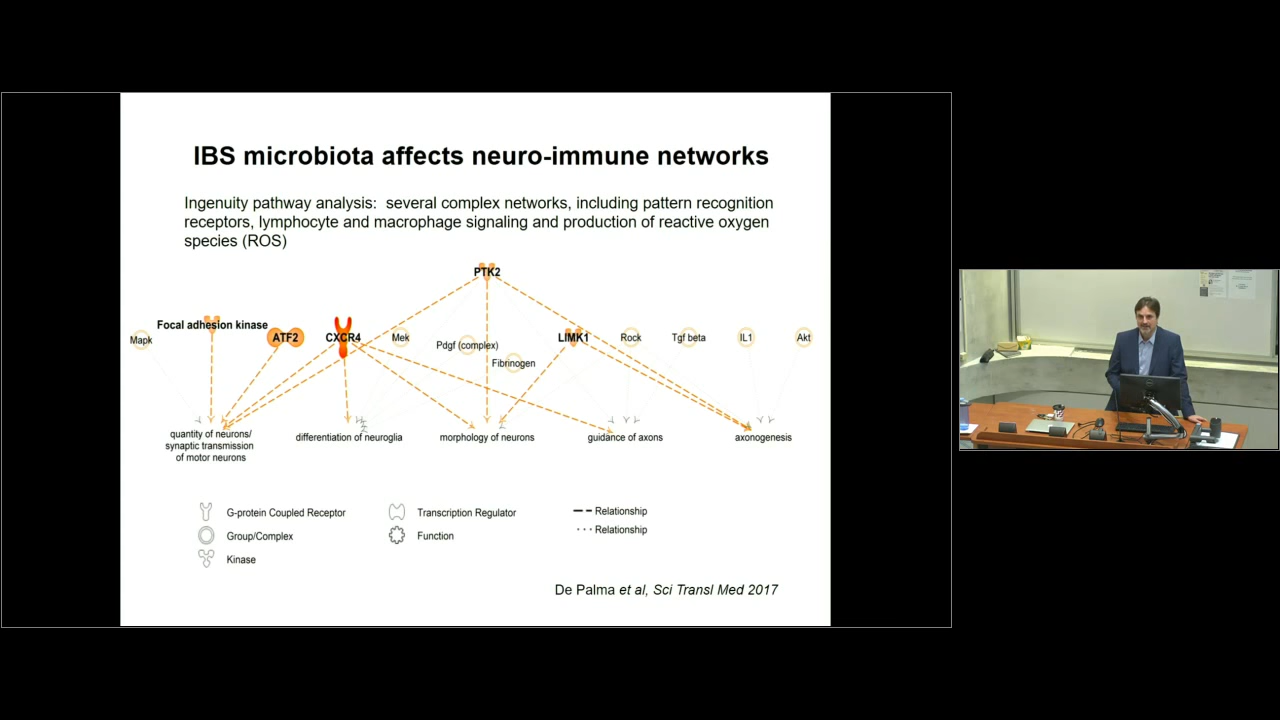 IBS microbiota affects neuro-immune networks
Ingenuity pathway analysis: several complex networks, including pattern recognition
receptors, lymphocyte and macrophage signaling and production of reactive oxygen
species (ROS)
PTK2
Focal adhesion kinase
Mapk
ATF2
CXCR4
Mek
Pdgf (complex)
Fibrinogen
LIMK1
Rock
Tgf beta
IL1
Akt
quantity of neurons/
synaptic transmission
of motor neurons
differentiation of neuroglia
morphology of neurons
guidance of axons
axonogenesis
G-protein Coupled Receptor
Group/Complex
Kinase
Transcription Regulator
Function
Relationship
Relationship
De Palma et al, Sci Transl Med 2017